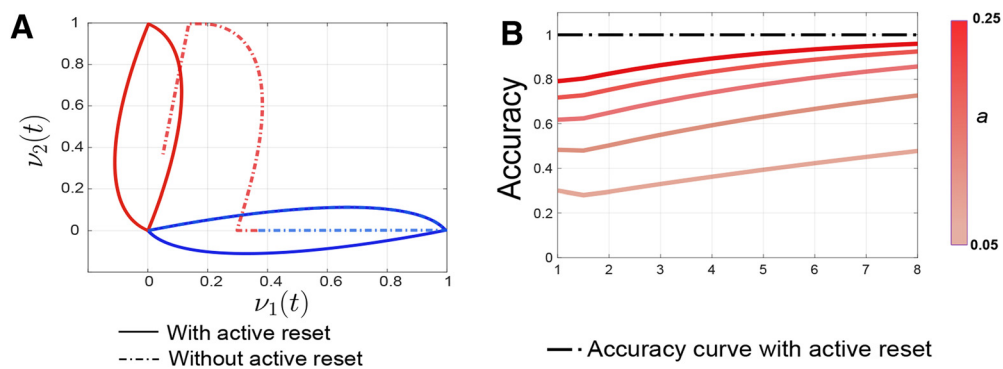 A
ν₂(t)
1
0.8
0.6
0.4
0.2
0
0 0.2 0.4 0.6 0.8 1
ν₁(t)
With active reset
Without active reset
B
Accuracy
1
0.8
0.6
0.4
0.2
0
1 2 3 4 5 6 7 8
0.25
a
0.05
Accuracy curve with active reset